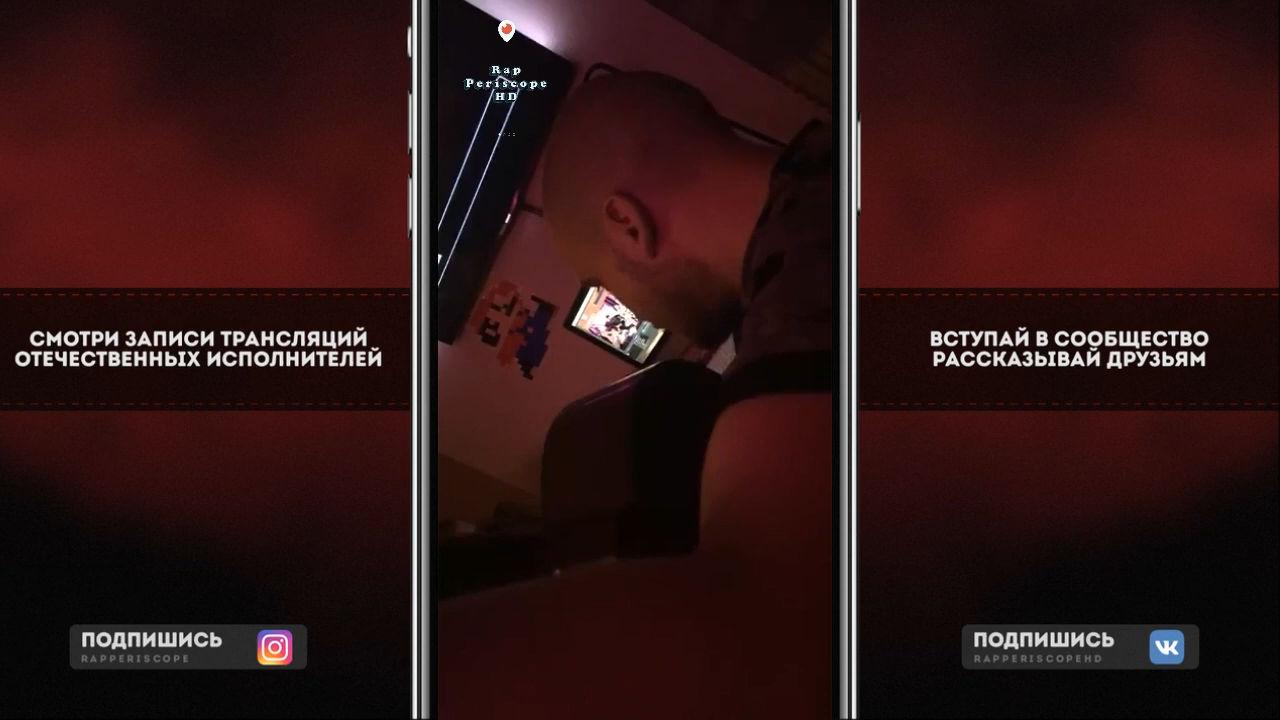 Rap
Periscope
HD
СМОТРИ ЗАПИСИ ТРАНСЛЯЦИЙ
ОТЕЧЕСТВЕННЫХ ИСПОЛНИТЕЛЕЙ
ВСТУПАЙ В СООБЩЕСТВО
РАССКАЗЫВАЙ ДРУЗЬЯМ
ПОДПИШИСЬ
RAPPERISCOPE
ПОДПИШИСЬ
RAPPERISCOPEHD